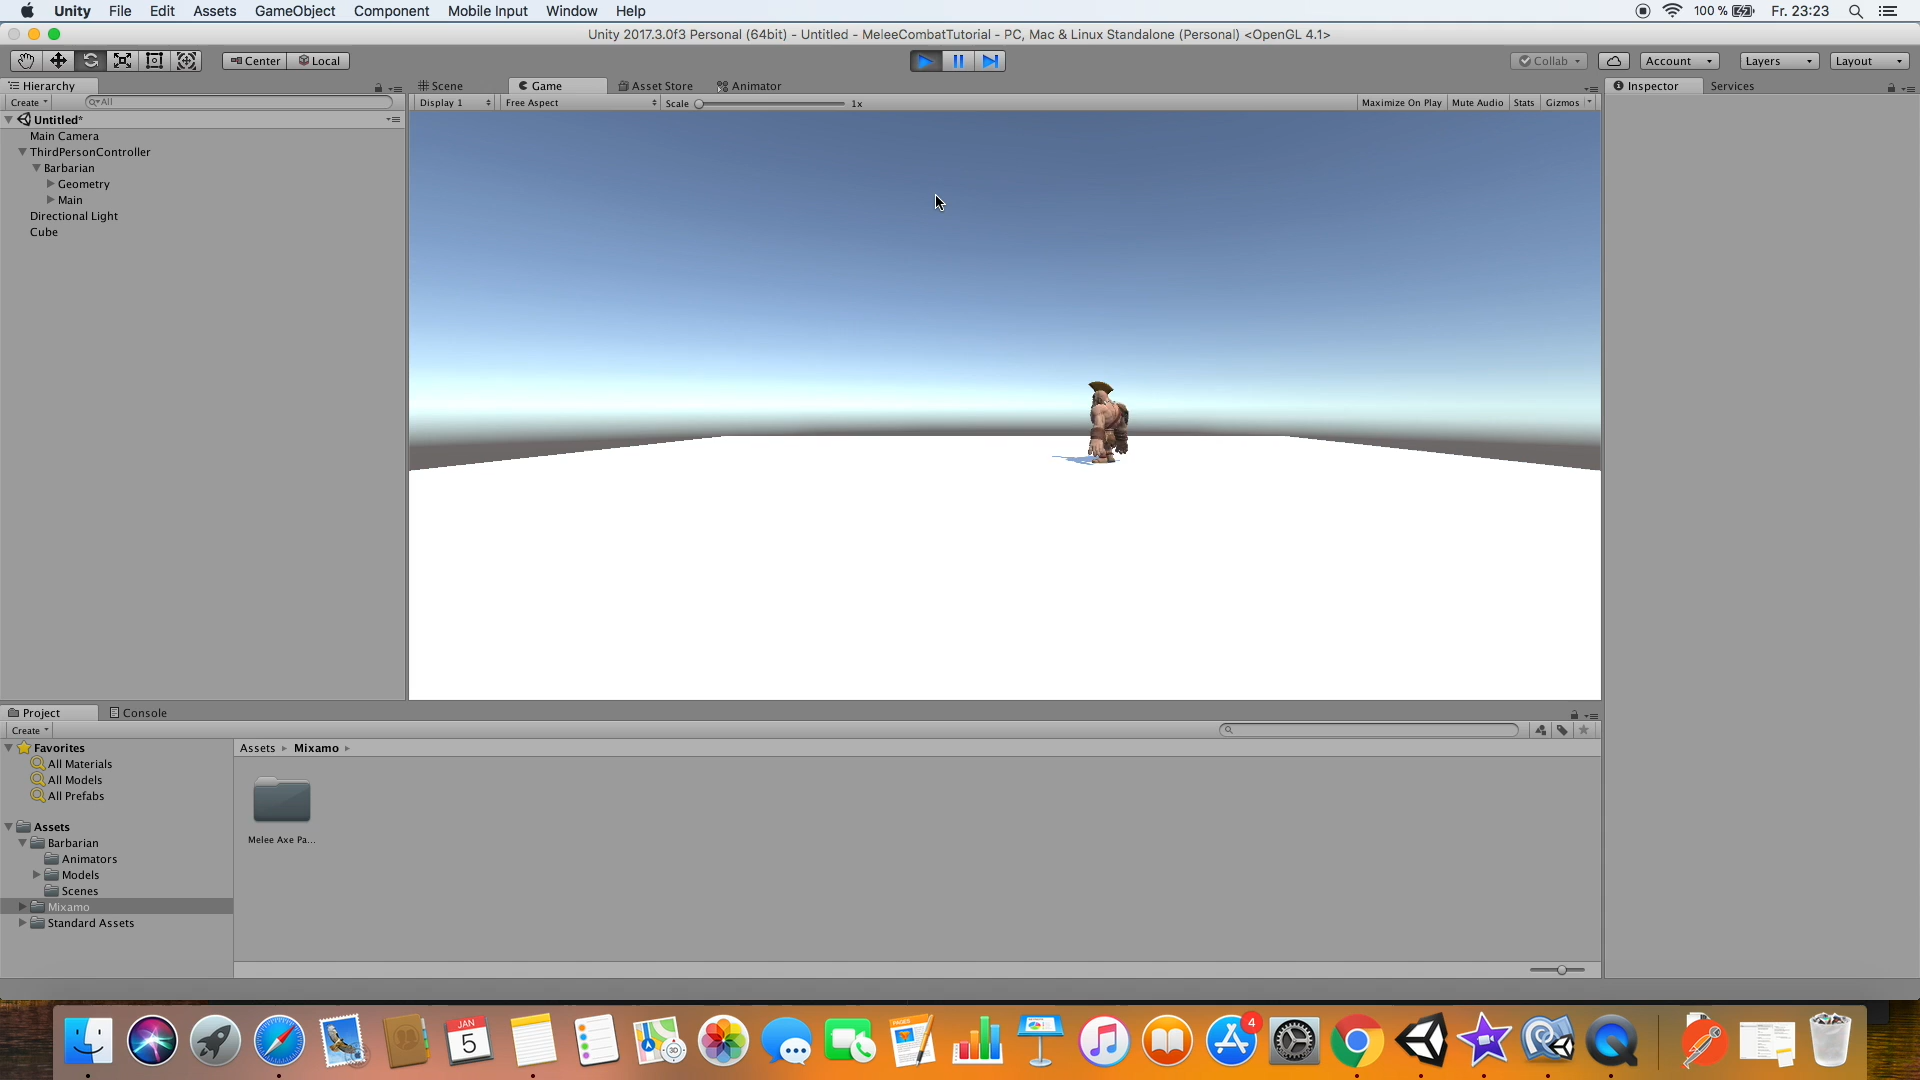 Unity File Edit Assets GameObject Component Mobile Input Window Help 100 % Fr. 23:23
Unity 2017.3.0f3 Personal (64bit) - Untitled - MeleeCombatTutorial - PC, Mac & Linux Standalone (Personal) <OpenGL 4.1>
Center Local Collab Account Layers Layout
Hierarchy Scene Game Asset Store Animator Inspector Services
Create All Display 1 Free Aspect Scale 1x Maximize On Play Mute Audio Stats Gizmos
Untitled*
Main Camera
ThirdPersonController
Barbarian
Geometry
Main
Directional Light
Cube
Project Console
Create
Favorites Assets Mixamo
All Materials
All Models
All Prefabs
Melee Axe Pa...
Assets
Barbarian
Animators
Models
Scenes
Mixamo
Standard Assets
JAN
5
3D
PAGES
4